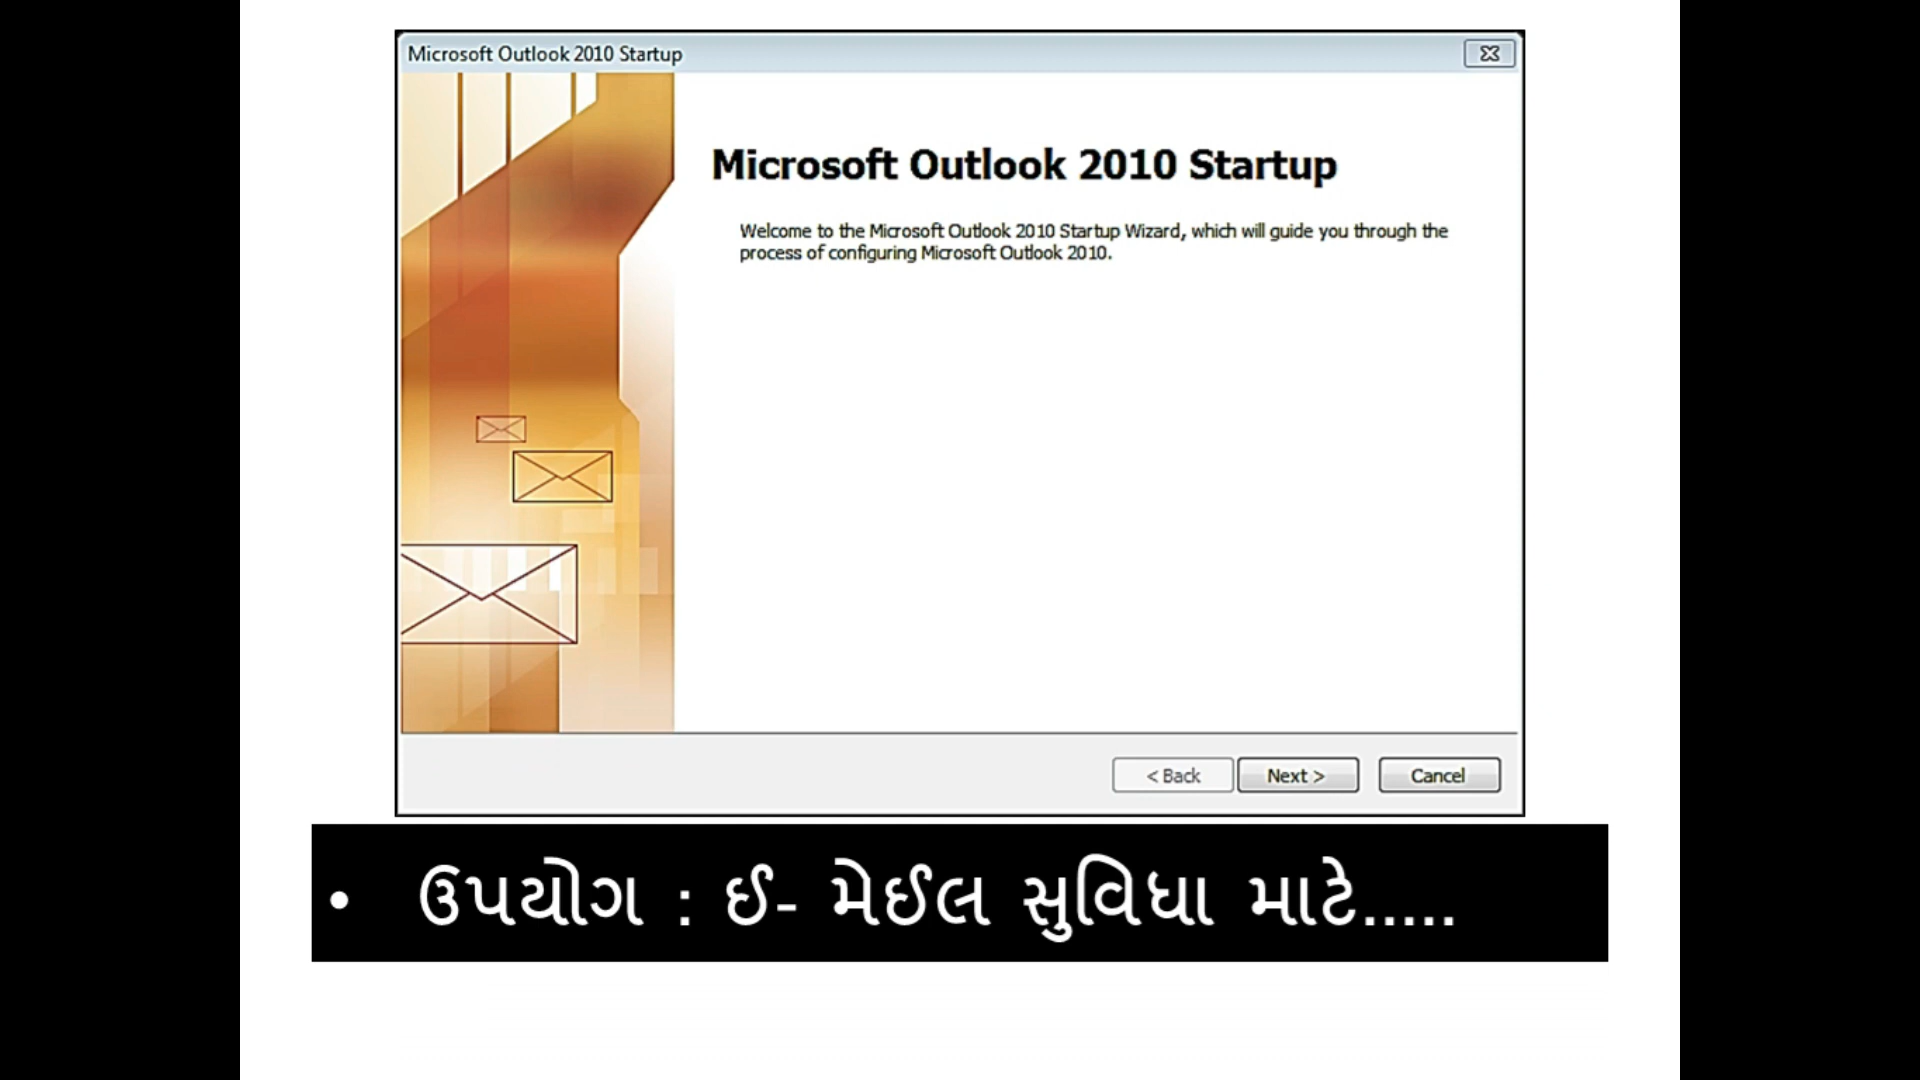 Microsoft Outlook 2010 Startup
Microsoft Outlook 2010 Startup
Welcome to the Microsoft Outlook 2010 Startup Wizard, which will guide you through the
process of configuring Microsoft Outlook 2010.
< Back Next > Cancel
• ઉપયોગ : ઈ- મેઈલ સુવિધા માટે.....